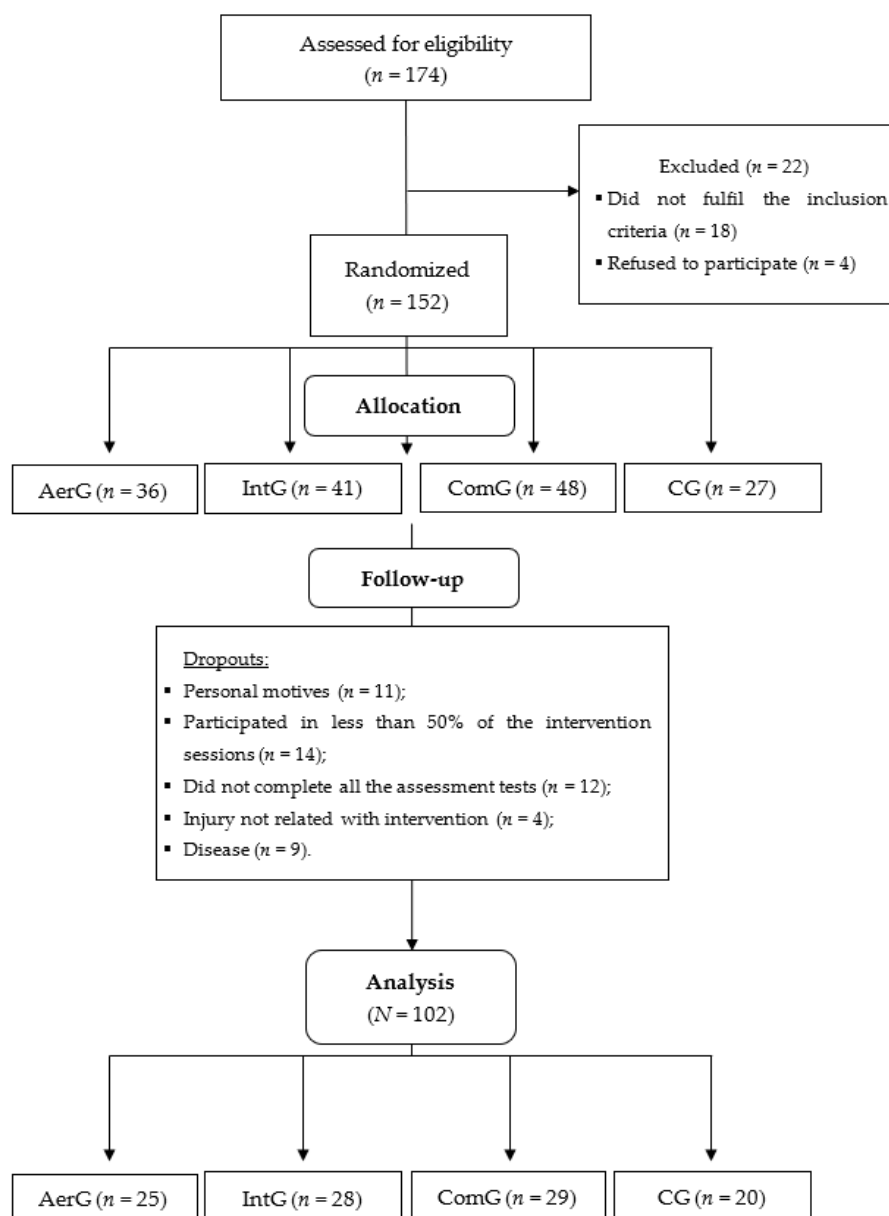 Assessed for eligibility
(n = 174)
Excluded (n = 22)
▪ Did not fulfil the inclusion
criteria (n = 18)
▪ Refused to participate (n = 4)
Randomized
(n = 152)
Allocation
AerG (n = 36)
IntG (n = 41)
ComG (n = 48)
CG (n = 27)
Follow-up
Dropouts:
▪ Personal motives (n = 11);
▪ Participated in less than 50% of the intervention
sessions (n = 14);
▪ Did not complete all the assessment tests (n = 12);
▪ Injury not related with intervention (n = 4);
▪ Disease (n = 9).
Analysis
(N = 102)
AerG (n = 25)
IntG (n = 28)
ComG (n = 29)
CG (n = 20)